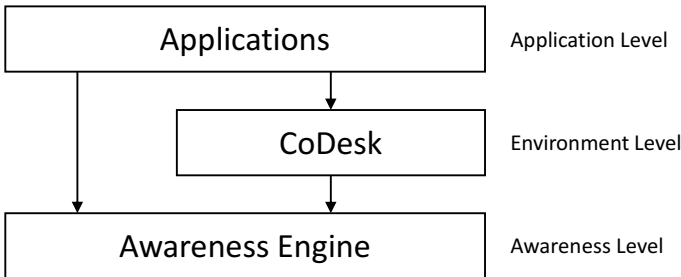 Applications
Application Level
CoDesk
Environment Level
Awareness Engine
Awareness Level